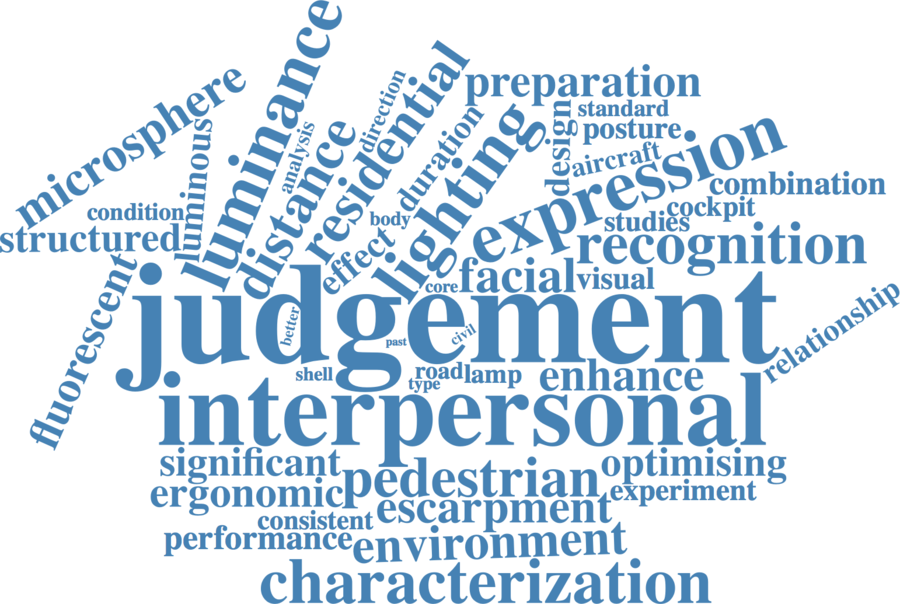 luminance
microsphere
luminous
analysis
direction
residential
distance
duration
lighting
preparation
design
standard
posture
aircraft
expression
combination
cockpit
studies
recognition
condition
structured
body
effect
core
facial
visual
fluorescent
judgement
better
past
civil
relationship
shell
road
lamp
type
enhance
interpersonal
significant
pedestrian
optimising
ergonomic
experiment
escarpment
consistent
performance
environment
characterization